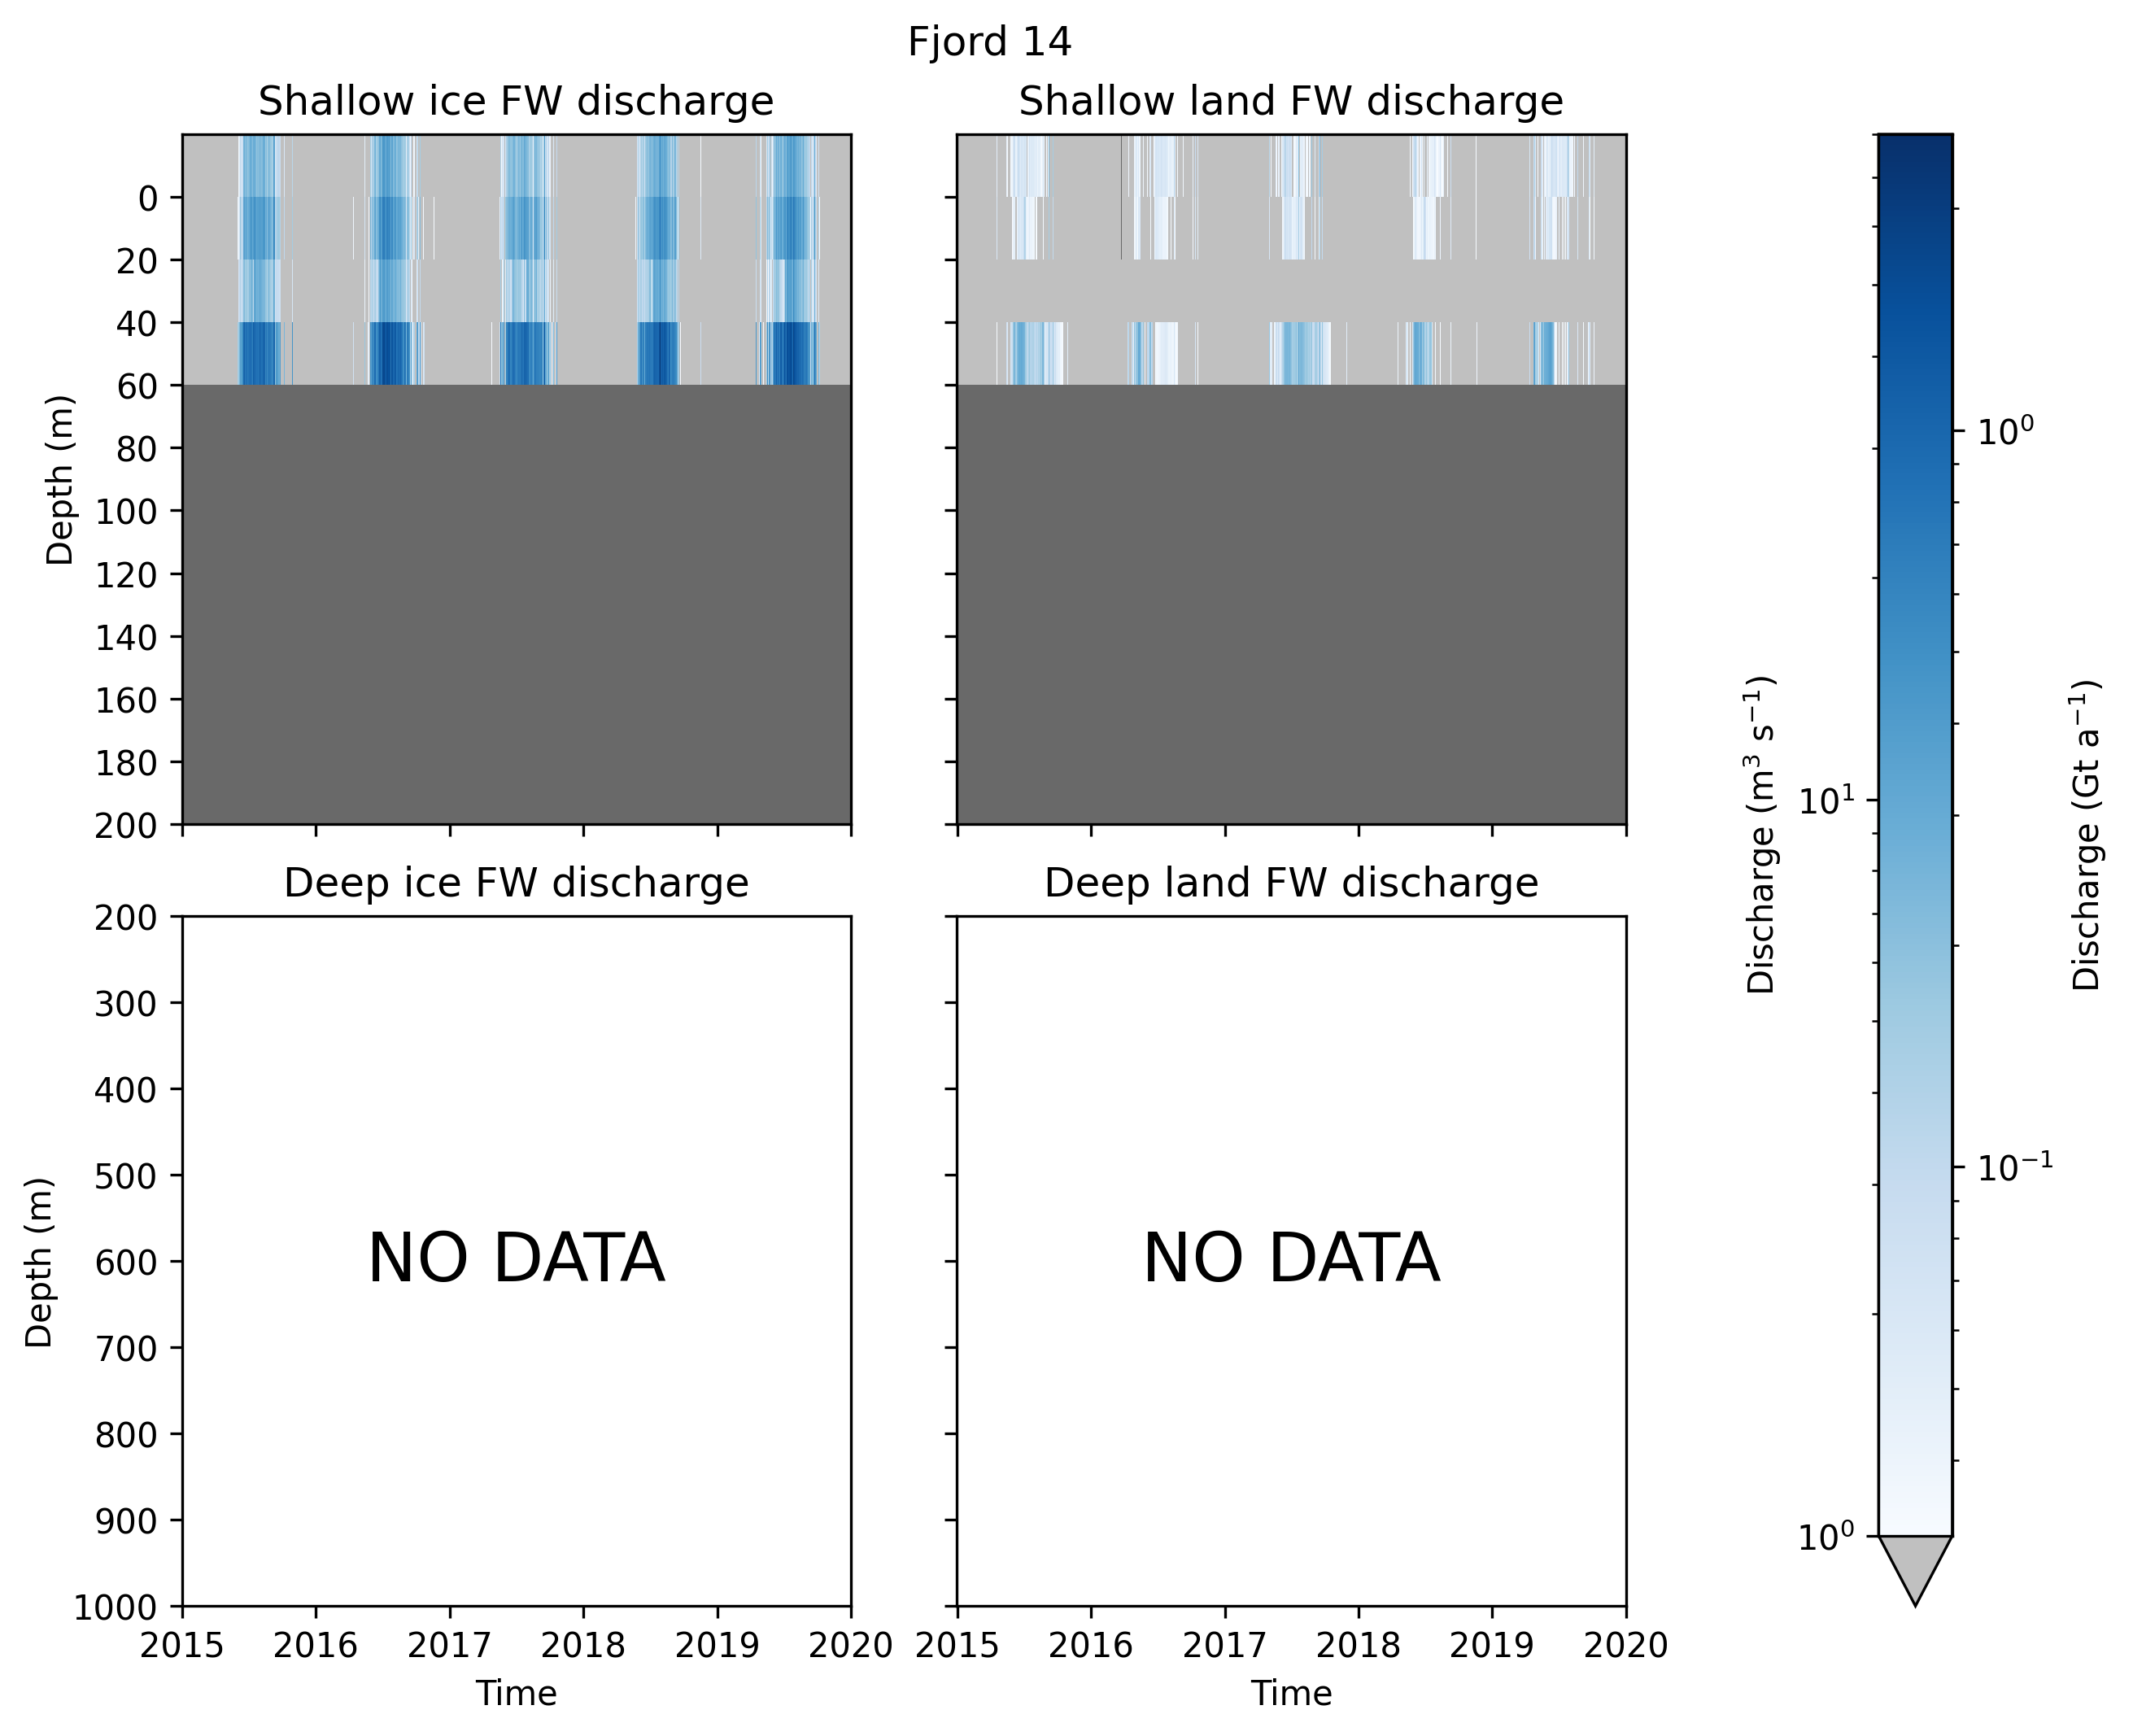 Fjord 14
Shallow ice FW discharge
Shallow land FW discharge
0
20
40
60
80
100
120
140
160
180
200
Depth (m)
Deep ice FW discharge
Deep land FW discharge
200
300
400
500
600
700
800
900
1000
Depth (m)
NO DATA
NO DATA
2015 2016 2017 2018 2019 2020
2015 2016 2017 2018 2019 2020
Time
Time
Discharge (m³ s⁻¹)
10¹
10⁰
10⁰
10⁻¹
Discharge (Gt a⁻¹)